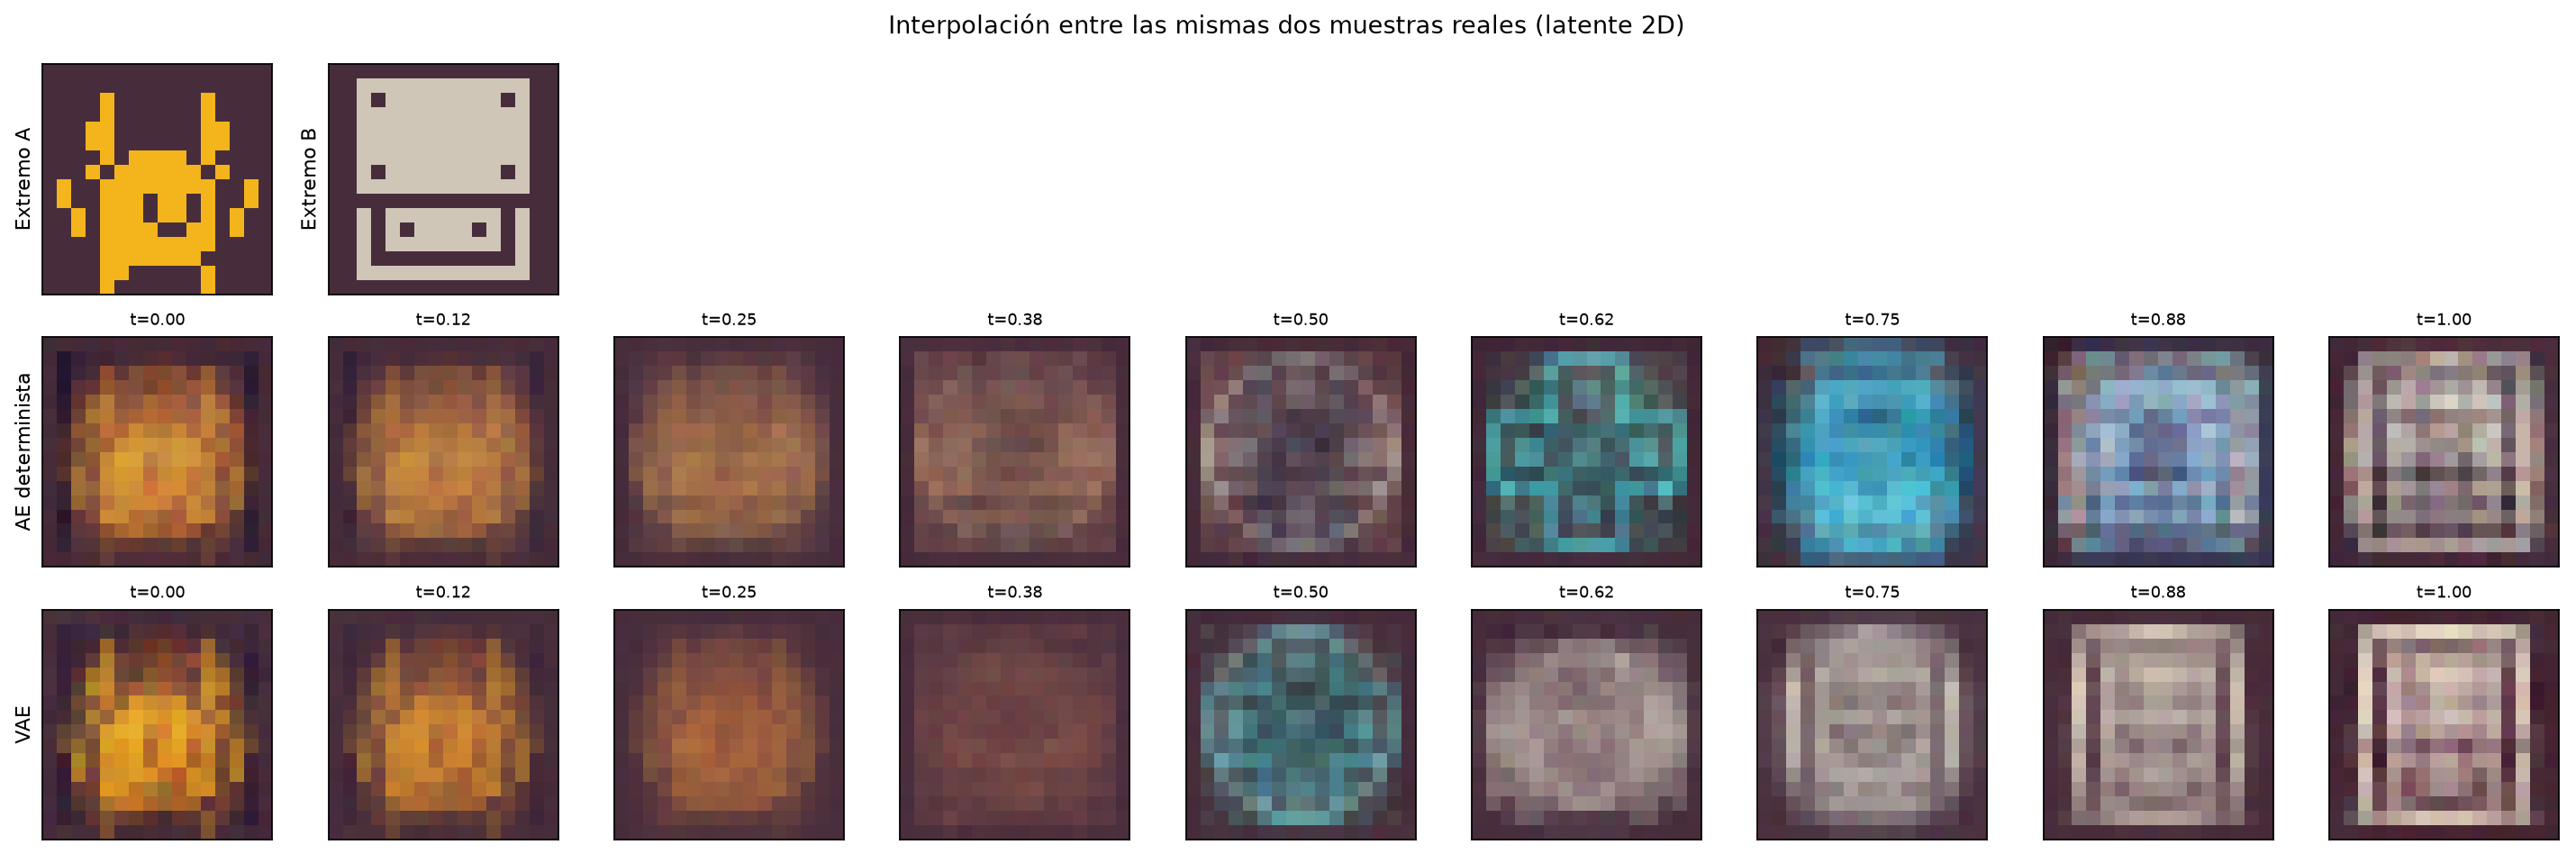 Interpolación entre las mismas dos muestras reales (latente 2D)
Extremo A
Extremo B
AE determinista
t=0.00
t=0.12
t=0.25
t=0.38
t=0.50
t=0.62
t=0.75
t=0.88
t=1.00
VAE
t=0.00
t=0.12
t=0.25
t=0.38
t=0.50
t=0.62
t=0.75
t=0.88
t=1.00